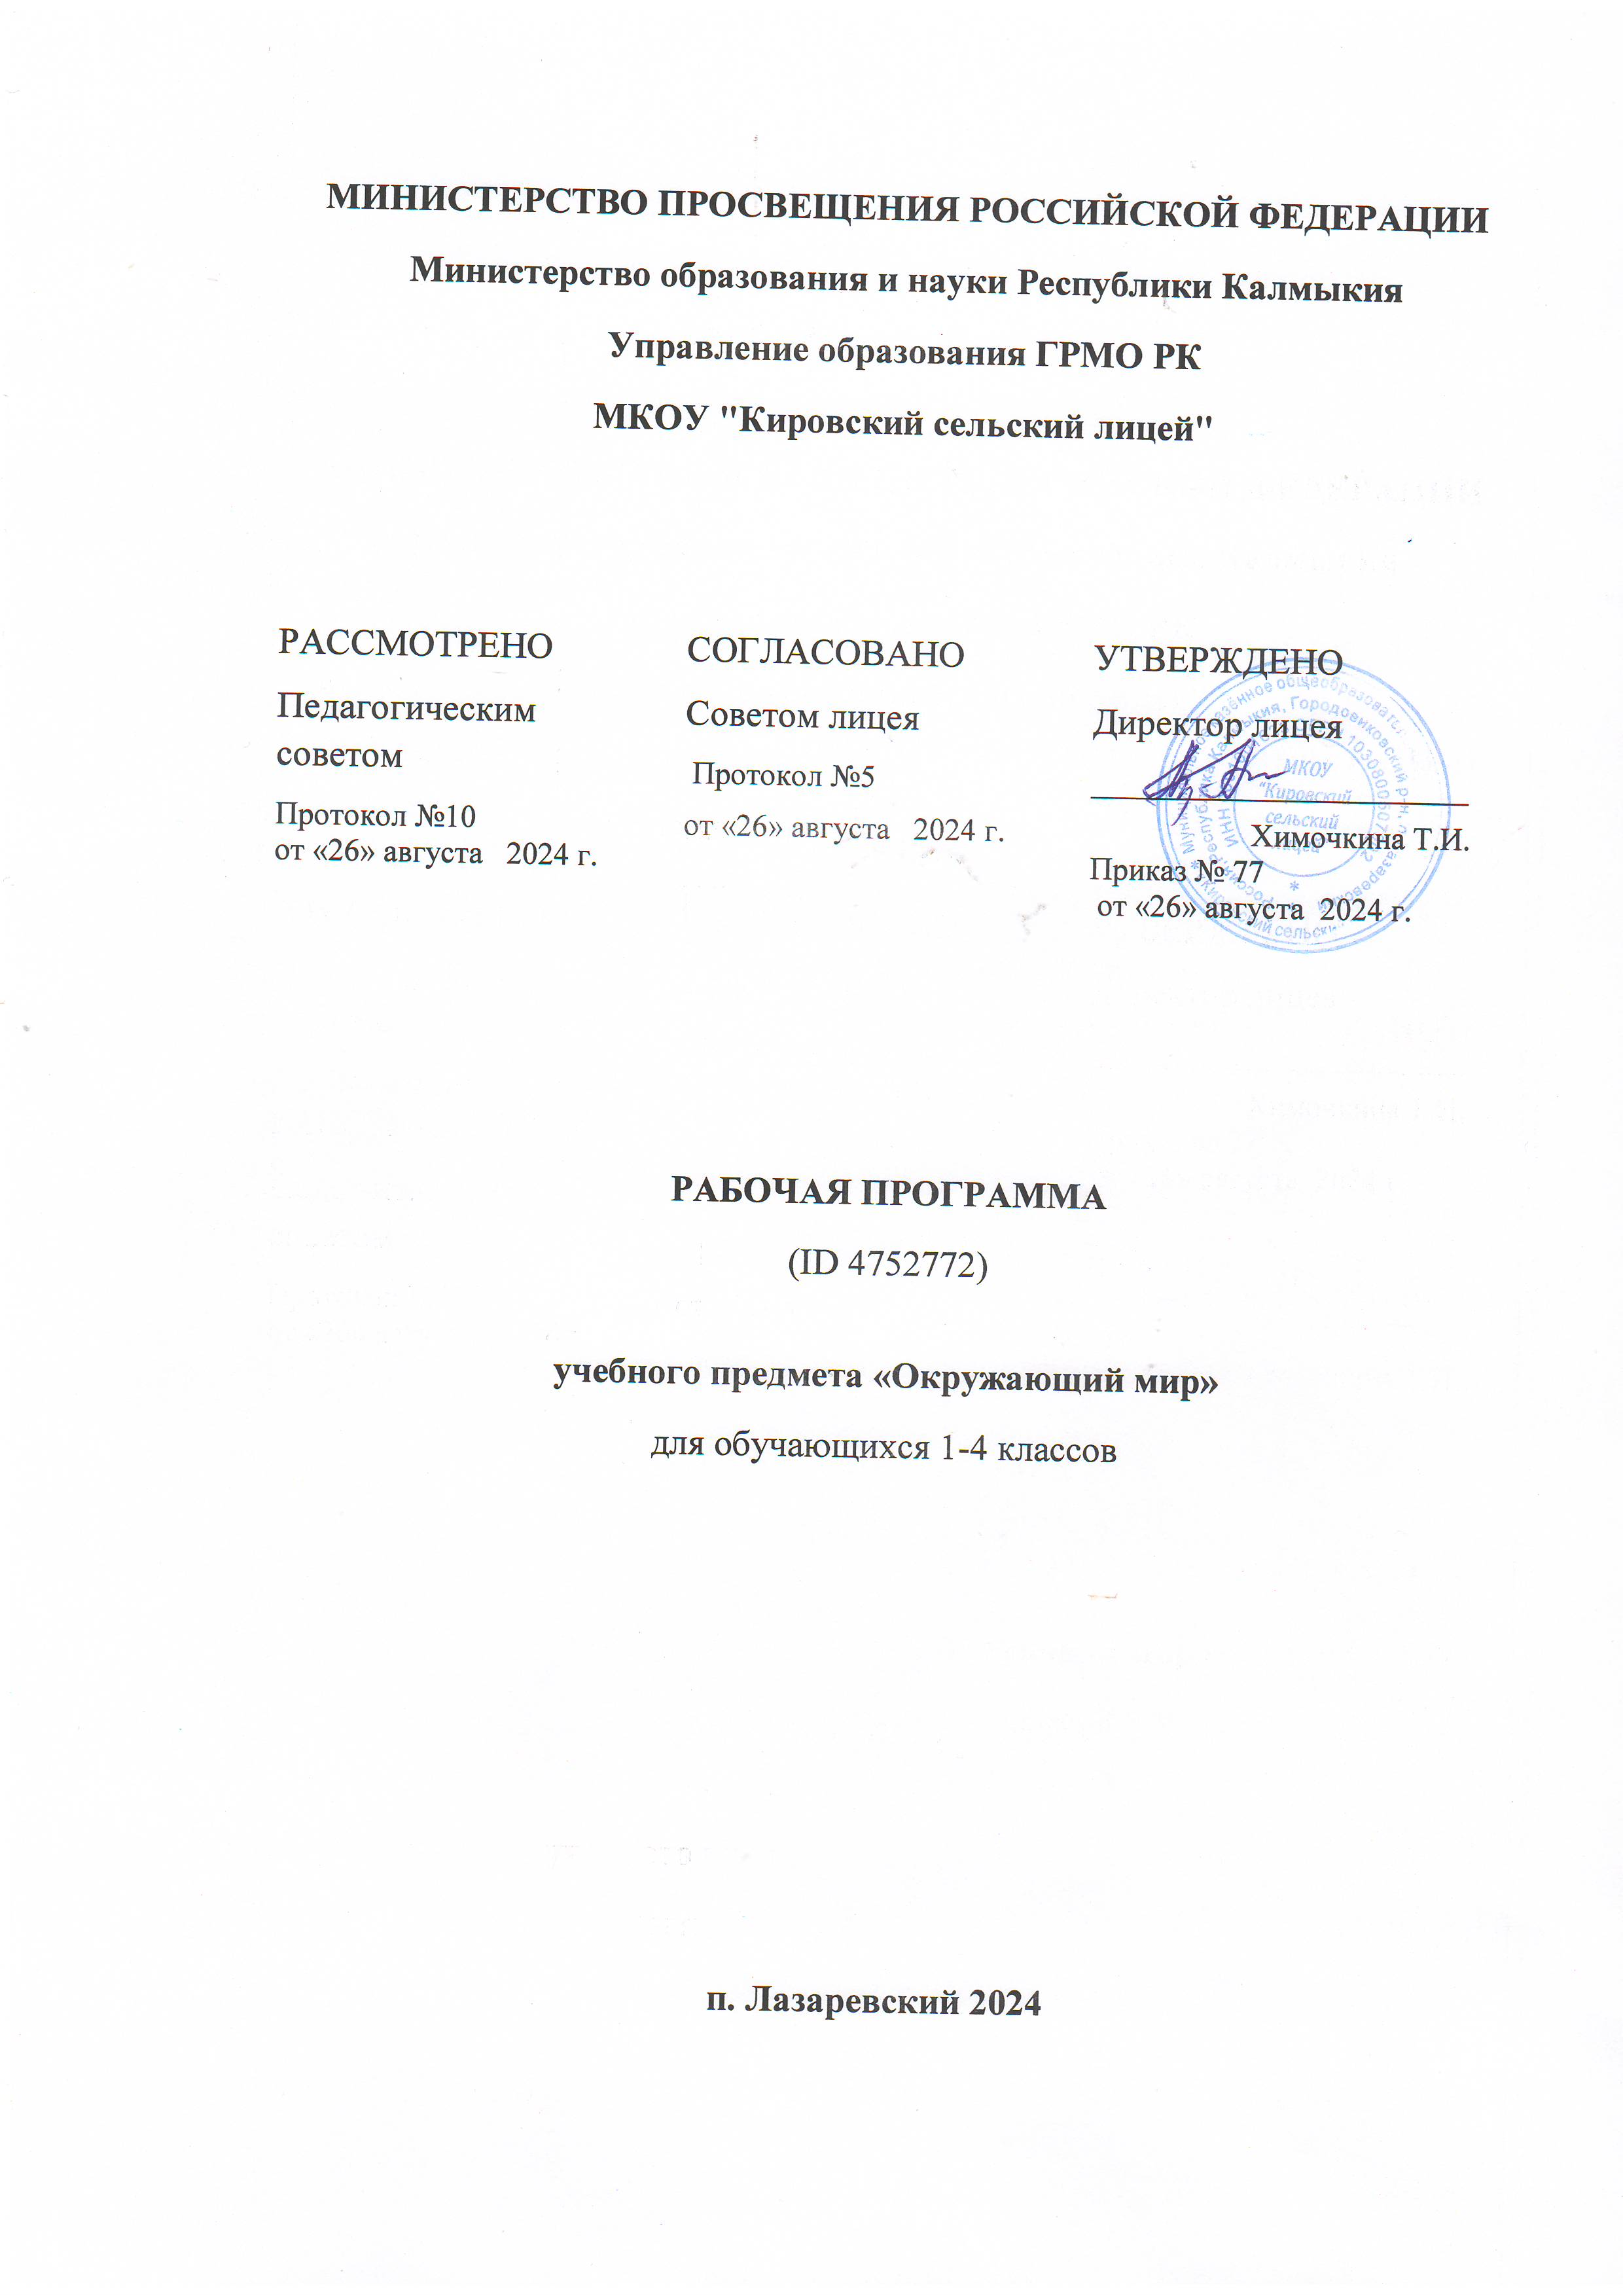 МИНИСТЕРСТВО ПРОСВЕЩЕНИЯ РОССИЙСКОЙ ФЕДЕРАЦИИ
Министерство образования и науки Республики Калмыкия
Управление образования ГРМО РК
МКОУ "Кировский сельский лицей"
РАССМОТРЕНО
Педагогическим
советом
Протокол №10
от «26» августа 2024 г.
СОГЛАСОВАНО
Советом лицея
Протокол №5
от «26» августа 2024 г.
УТВЕРЖДЕНО
Директор лицея
Химочкина Т.И.
Приказ № 77
от «26» августа 2024 г.
МКОУ
"Кировский
сельский
РАБОЧАЯ ПРОГРАММА
(ID 4752772)
учебного предмета «Окружающий мир»
для обучающихся 1-4 классов
п. Лазаревский 2024